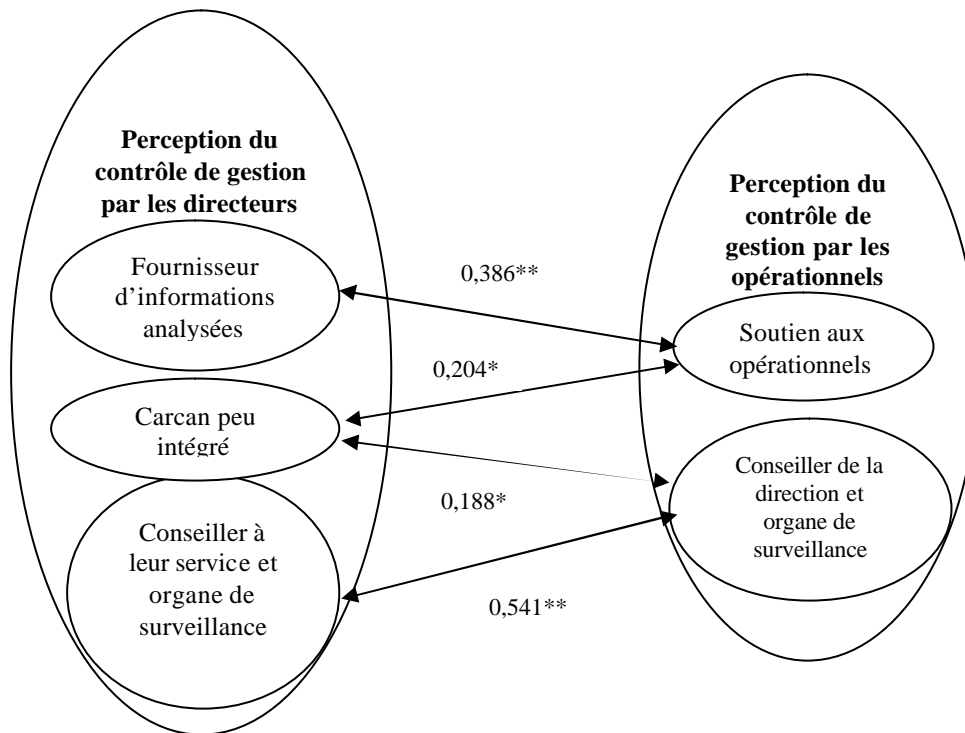 Perception du
contrôle de gestion
par les directeurs
Fournisseur
d'informations
analysées
Carcan peu
intégré
Conseiller à
leur service et
organe de
surveillance
0,386**
0,204*
0,188*
0,541**
Perception du
contrôle de
gestion par les
opérationnels
Soutien aux
opérationnels
Conseiller de la
direction et
organe de
surveillance